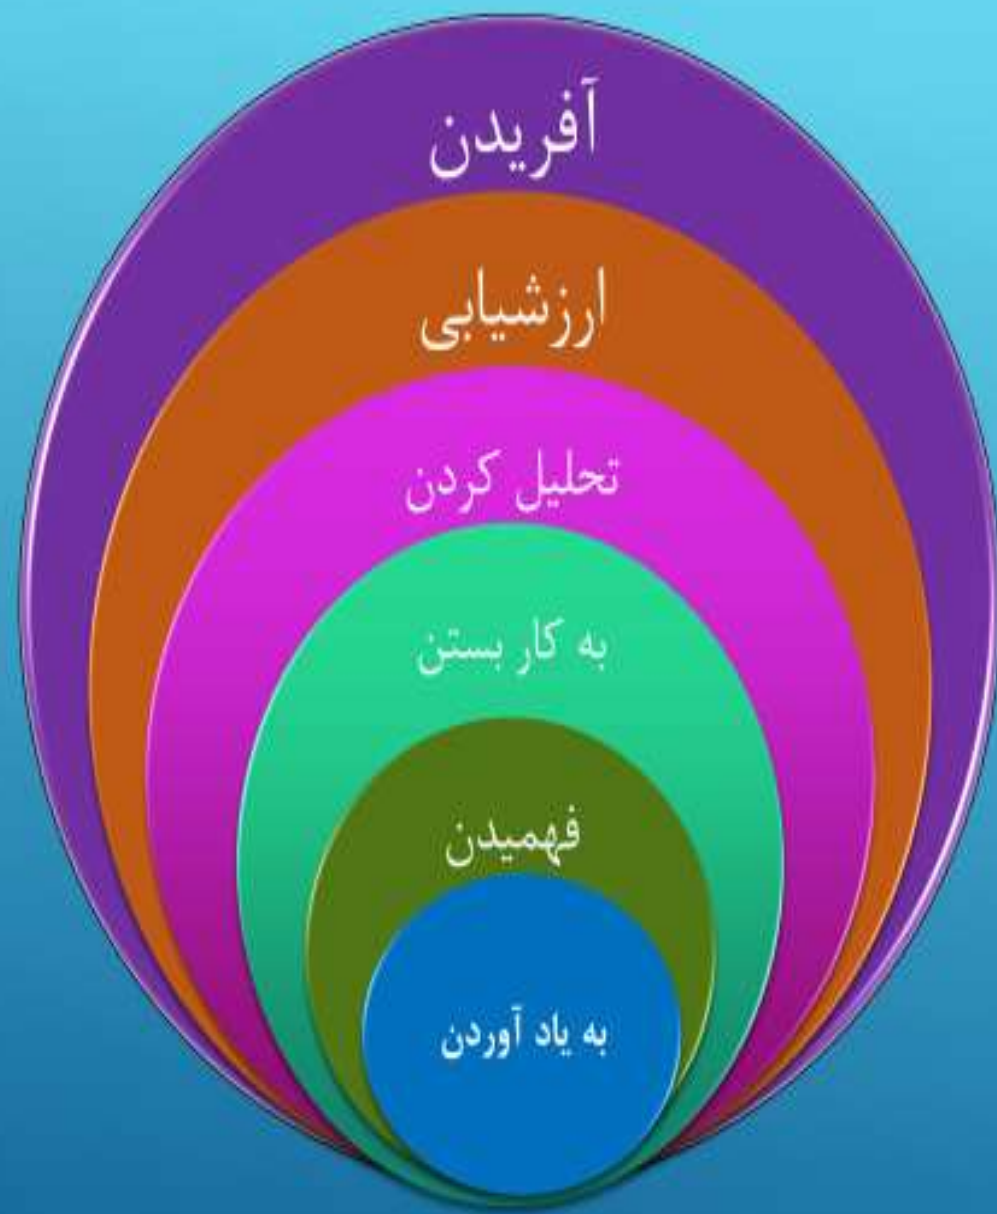 آفریدن
ارزشیابی
تحلیل کردن
به کار بستن
فهمیدن
به یاد آوردن